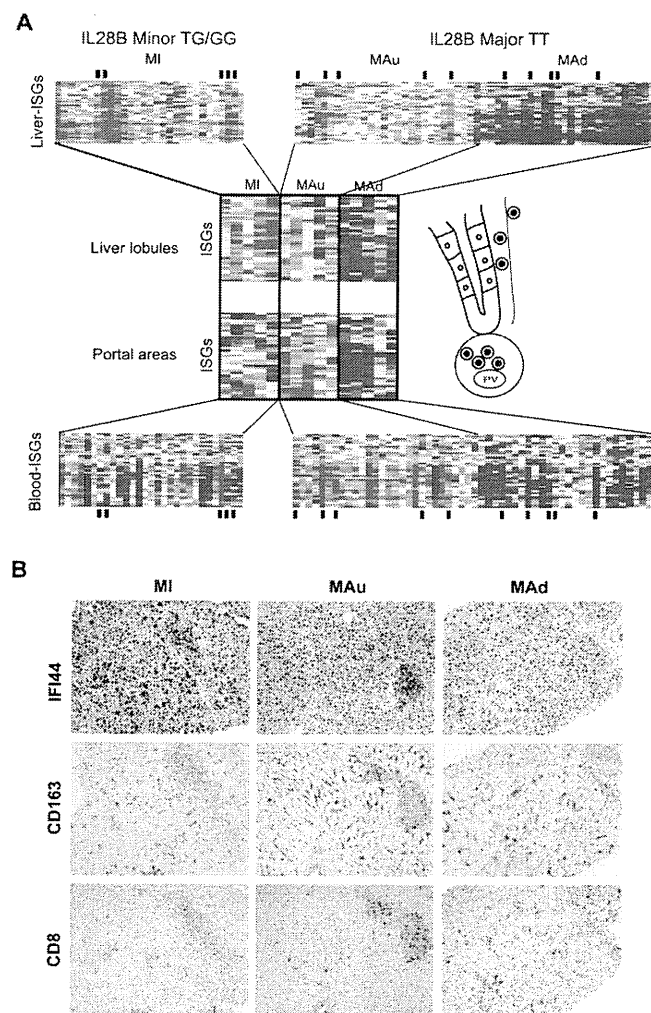 A
IL28B Minor TG/GG
IL28B Major TT
MI
MAu
MAd
Liver-ISGs
MI
MAu
MAd
Liver lobules
ISGs
Portal areas
ISGs
PV
Blood-ISGs
B
MI
MAu
MAd
IFI44
CD163
CD8